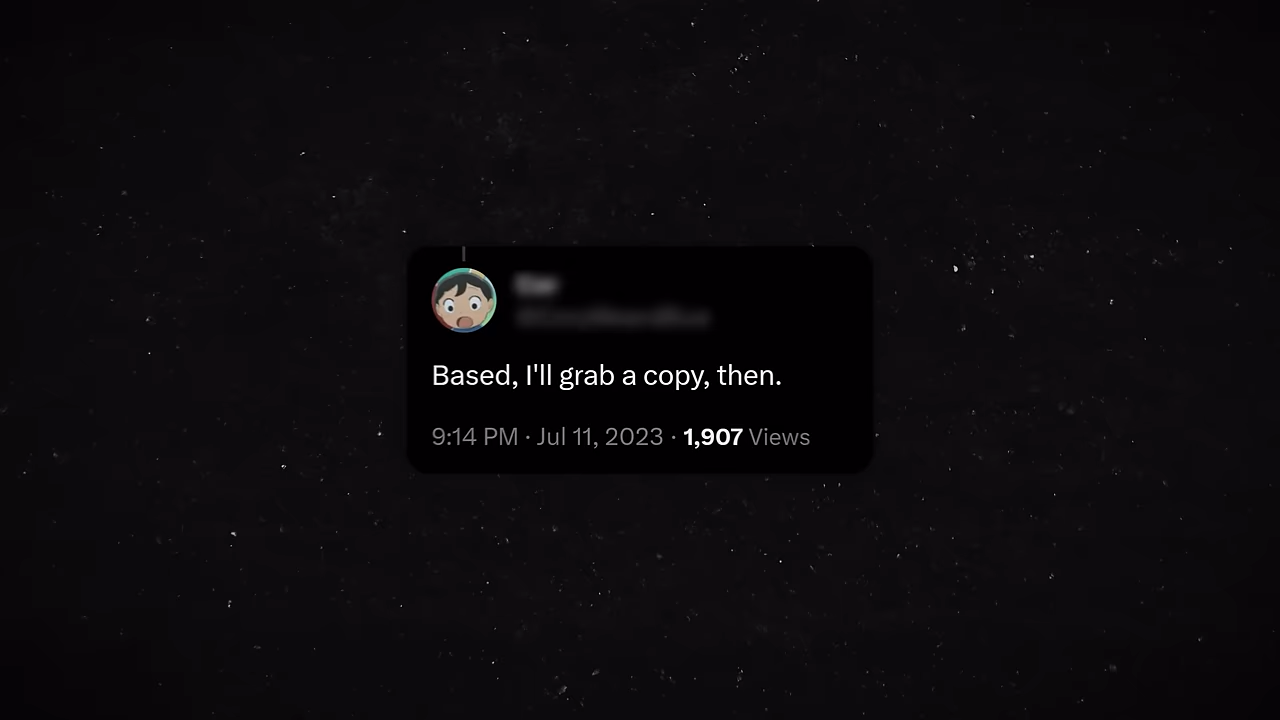 Based, I'll grab a copy, then.
9:14 PM · Jul 11, 2023 · 1,907 Views